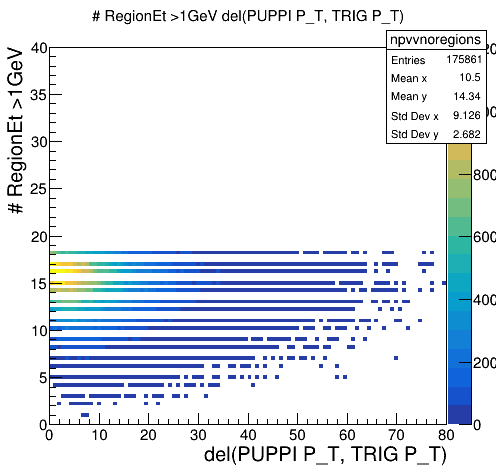 # RegionEt >1GeV del(PUPPI P_T, TRIG P_T)
npvvnoregions
Entries 175861
Mean x 10.5
Mean y 14.34
Std Dev x 9.126
Std Dev y 2.682
# RegionEt >1GeV
40
35
30
25
20
15
10
5
0
0 10 20 30 40 50 60 70 80
del(PUPPI P_T, TRIG P_T)
800
600
400
200
0